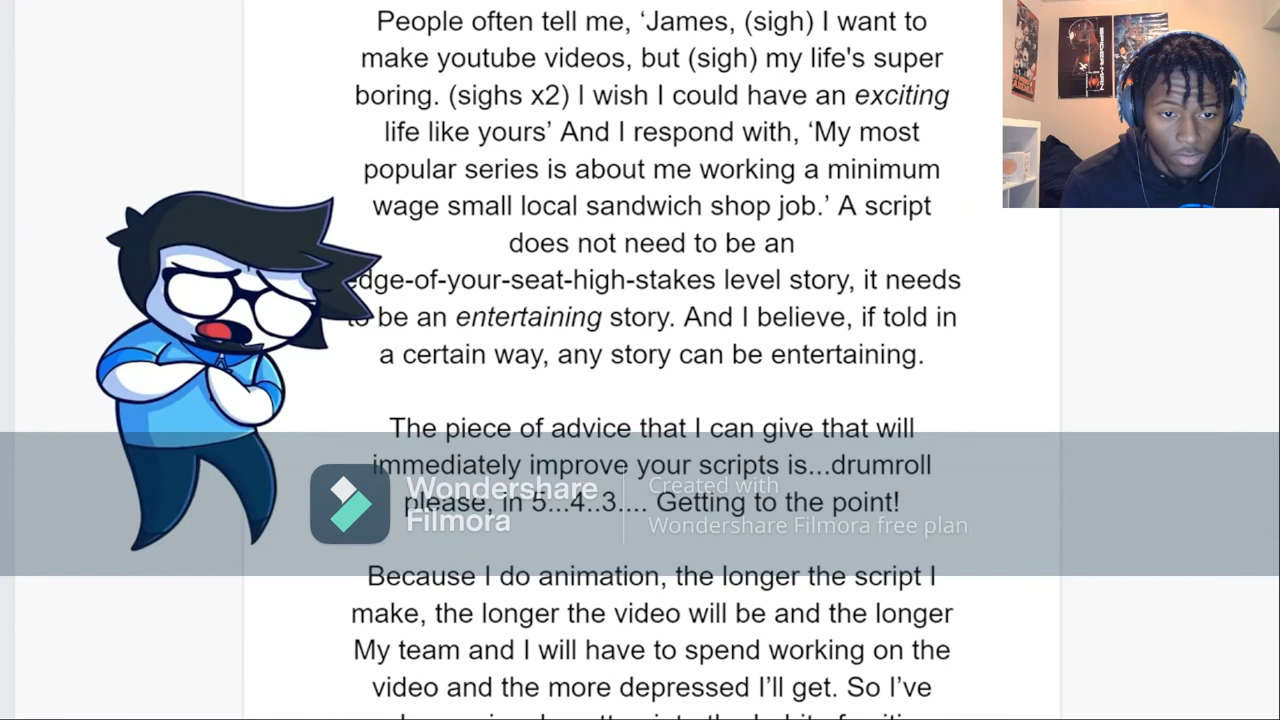 People often tell me, ‘James, (sigh) I want to
make youtube videos, but (sigh) my life's super
boring. (sighs x2) I wish I could have an exciting
life like yours’ And I respond with, ‘My most
popular series is about me working a minimum
wage small local sandwich shop job.’ A script
does not need to be an
edge-of-your-seat-high-stakes level story, it needs
to be an entertaining story. And I believe, if told in
a certain way, any story can be entertaining.
The piece of advice that I can give that will
immediately improve your scripts is...drumroll
please, in 5...4..3.... Getting to the point!
Wondershare
Filmora
Created with
Wondershare Filmora free plan
Because I do animation, the longer the script I
make, the longer the video will be and the longer
My team and I will have to spend working on the
video and the more depressed I’ll get. So I’ve
SPIDER-MAN